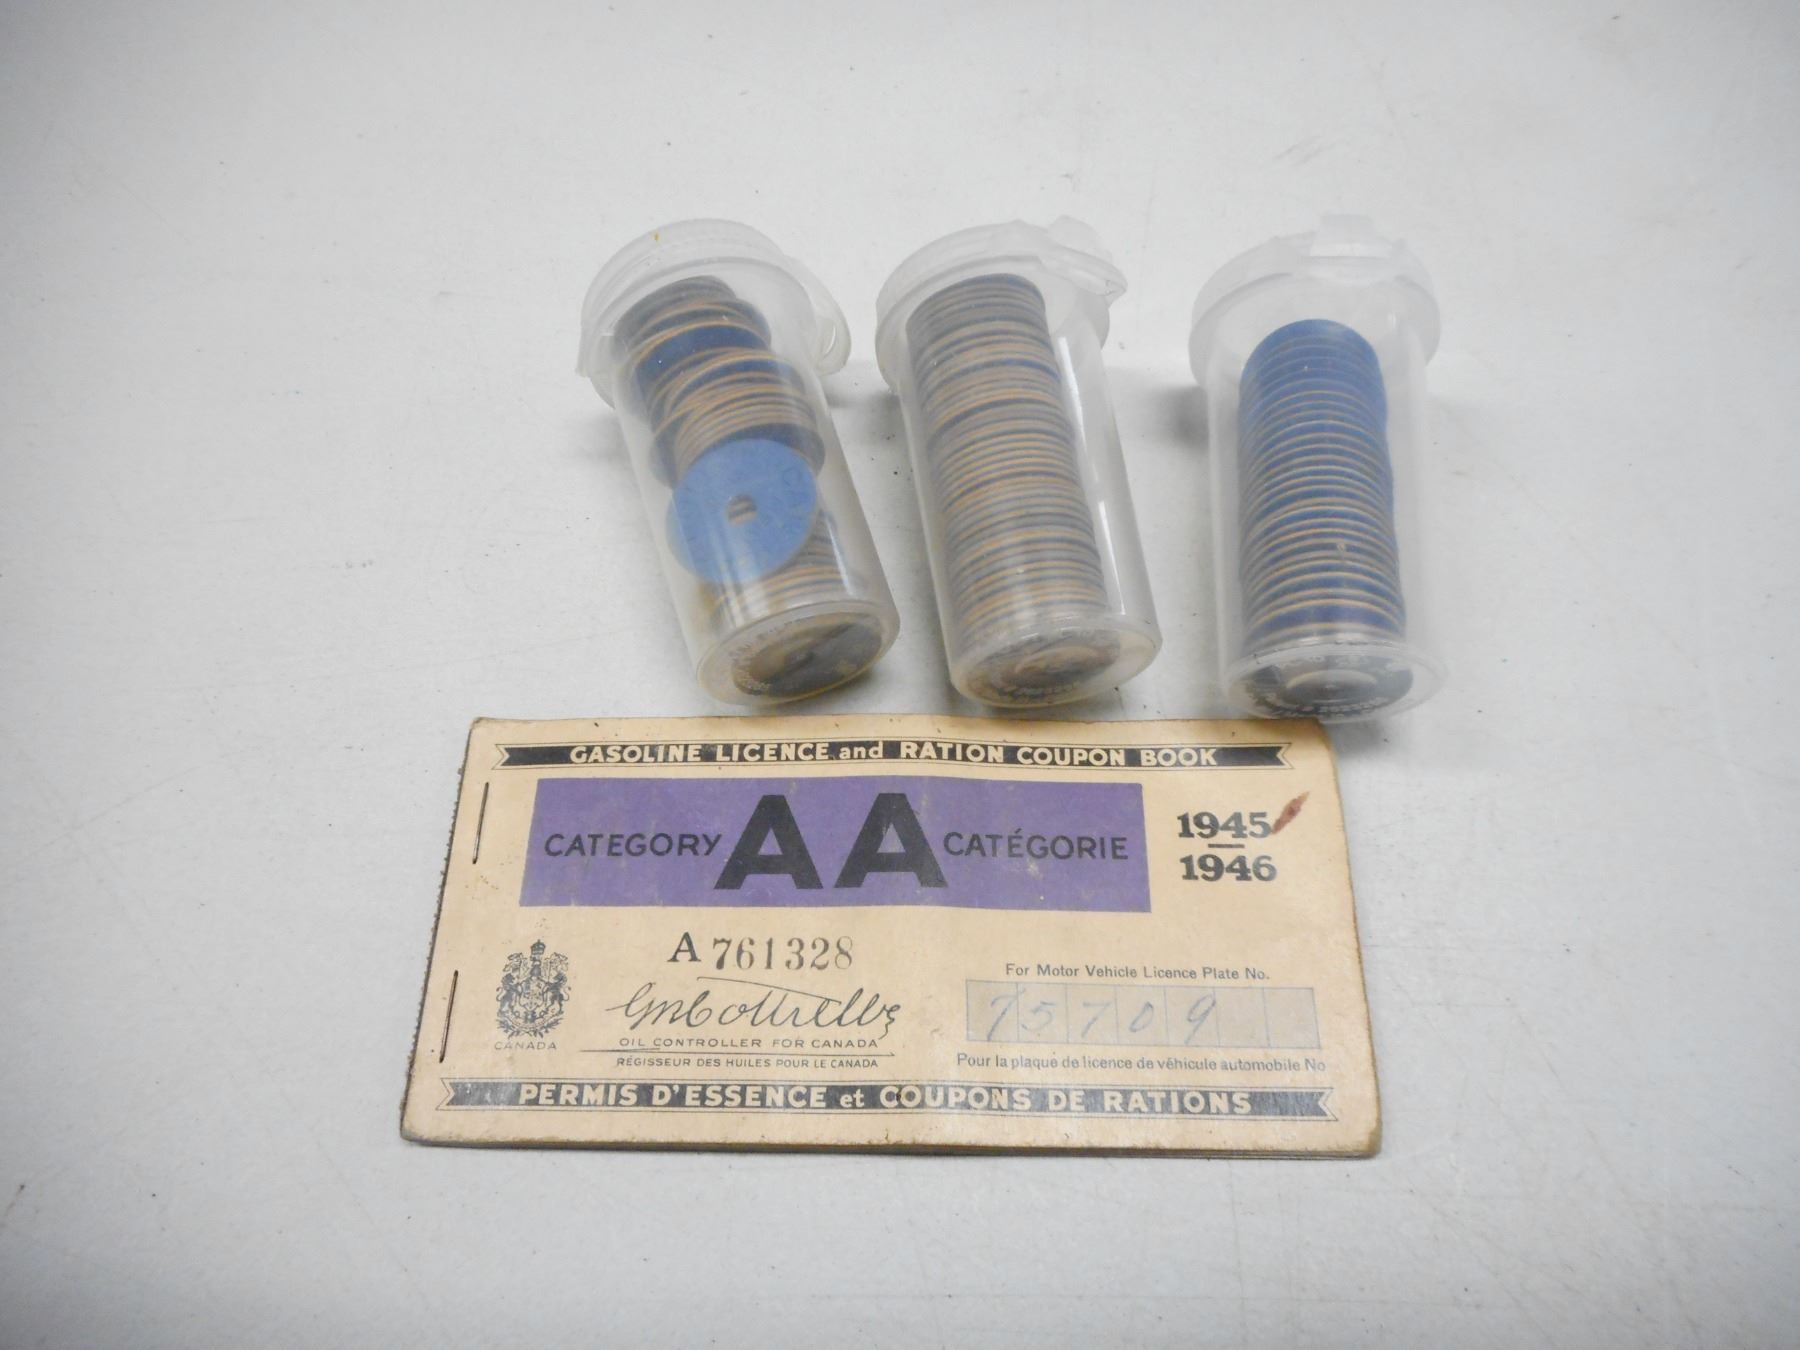 GASOLINE LICENCE and RATION COUPON BOOK
CATEGORY AA CATÉGORIE
1945
1946
A 761328
CANADA
OIL CONTROLLER FOR CANADA
RÉGISSEUR DES HUILES POUR LE CANADA
For Motor Vehicle Licence Plate No.
75709
Pour la plaque de licence de véhicule automobile No
PERMIS D'ESSENCE et COUPONS DE RATIONS